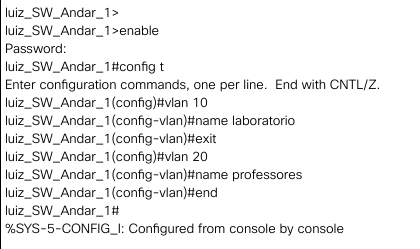 luiz_SW_Andar_1>
luiz_SW_Andar_1>enable
Password:
luiz_SW_Andar_1#config t
Enter configuration commands, one per line.  End with CNTL/Z.
luiz_SW_Andar_1(config)#vlan 10
luiz_SW_Andar_1(config-vlan)#name laboratorio
luiz_SW_Andar_1(config-vlan)#exit
luiz_SW_Andar_1(config)#vlan 20
luiz_SW_Andar_1(config-vlan)#name professores
luiz_SW_Andar_1(config-vlan)#end
luiz_SW_Andar_1#
%SYS-5-CONFIG_I: Configured from console by console